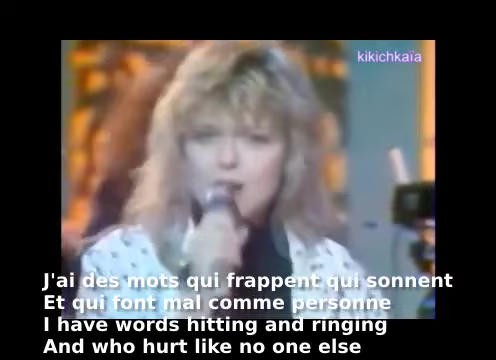 kikichkaïa
J'ai des mots qui frappent qui sonnent
Et qui font mal comme personne
I have words hitting and ringing
And who hurt like no one else